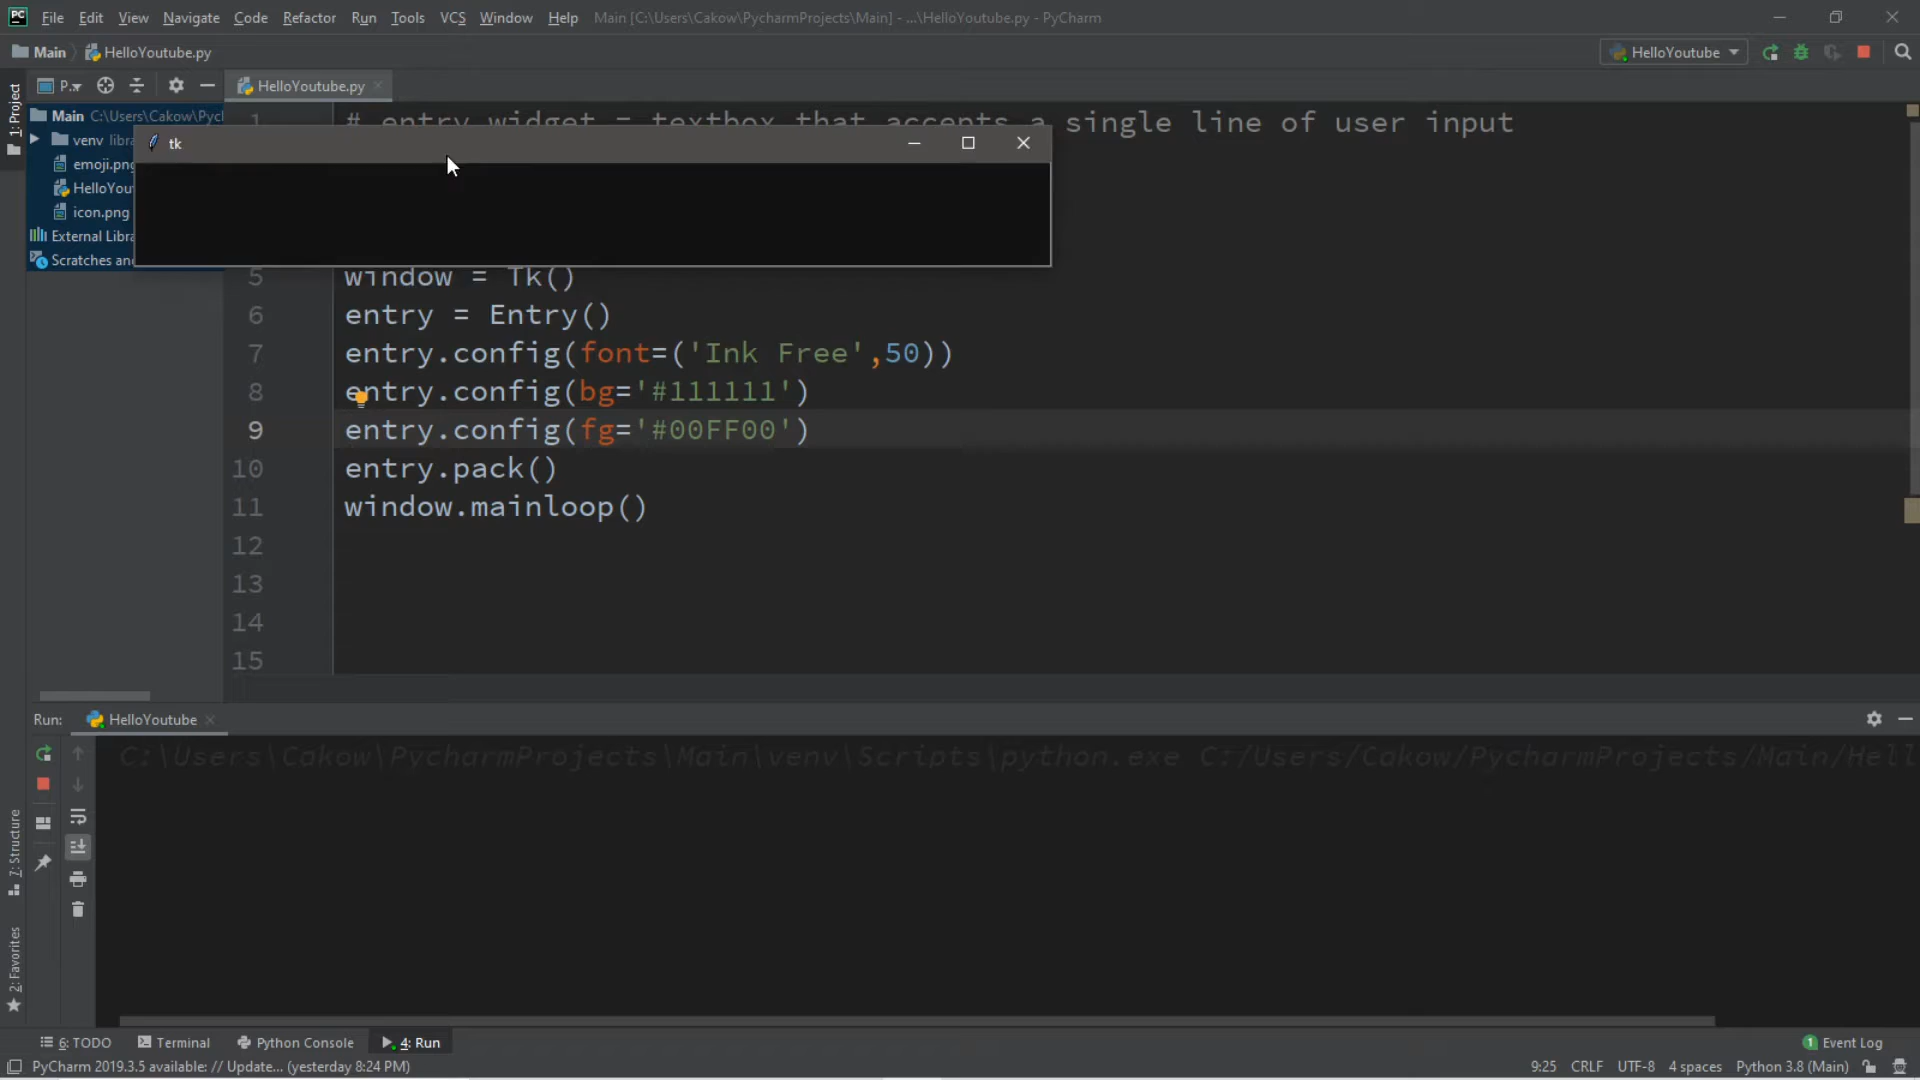 PC File Edit View Navigate Code Refactor Run Tools VCS Window Help Main [C:\Users\Cakow\PycharmProjects\Main] - ...\HelloYoutube.py - PyCharm
Main HelloYoutube.py HelloYoutube
P.. HelloYoutube.py
1: Project
Main C:\Users\Cakow\Pycl
venv libra
emoji.png
HelloYou
icon.png
External Libra
Scratches and
tk
1 # entry widget = textbox that accepts a single line of user input
5 window = Tk()
6 entry = Entry()
7 entry.config(font=('Ink Free',50))
8 entry.config(bg='#111111')
9 entry.config(fg='#00FF00')
10 entry.pack()
11 window.mainloop()
12
13
14
15
Run: HelloYoutube
C:\Users\Cakow\PycharmProjects\Main\venv\Scripts\python.exe C:/Users/Cakow/PycharmProjects/Main/Hell
7: Structure
2: Favorites
6: TODO Terminal Python Console 4: Run 1 Event Log
PyCharm 2019.3.5 available: // Update... (yesterday 8:24 PM) 9:25 CRLF UTF-8 4 spaces Python 3.8 (Main)